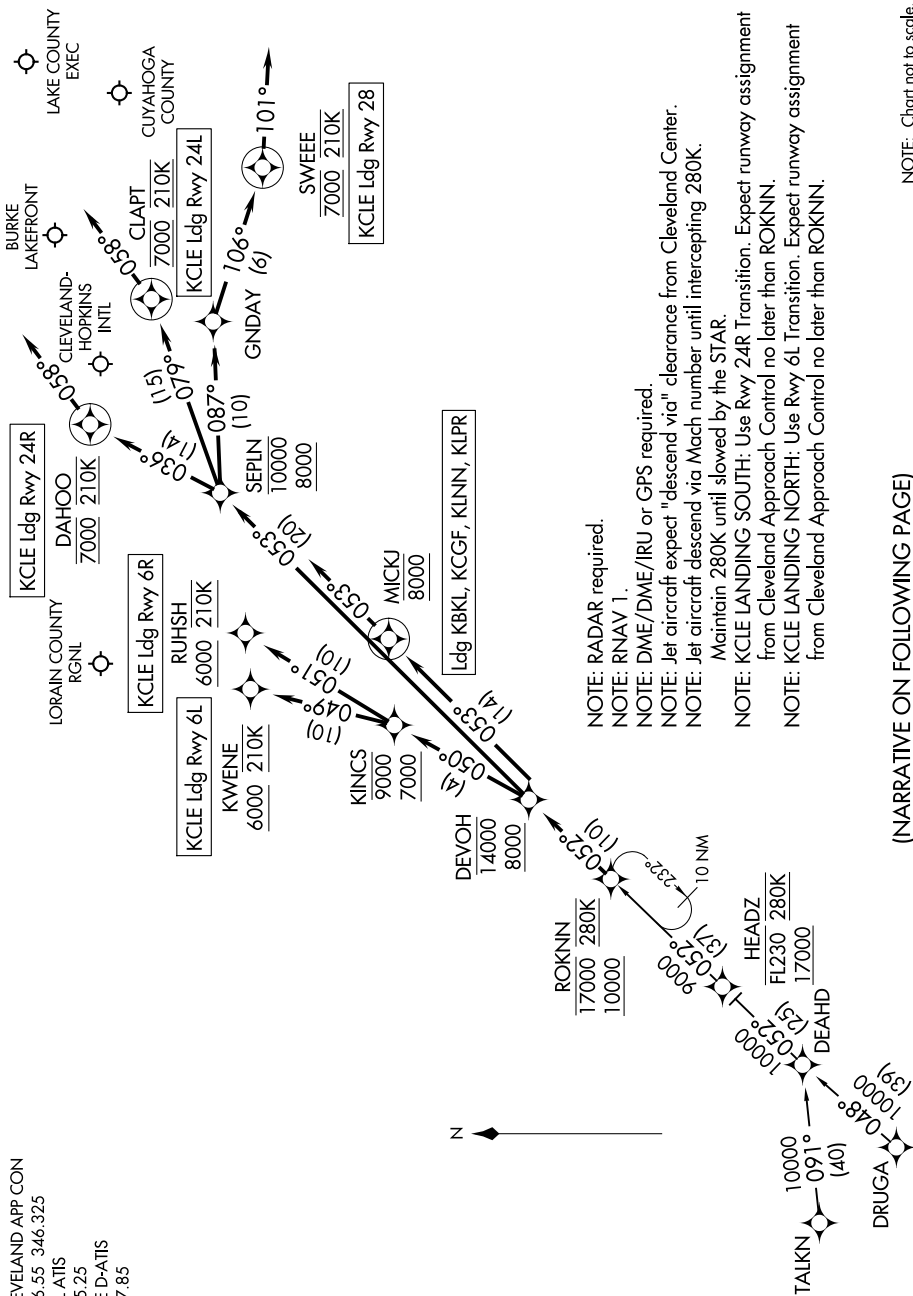 EVELAND APP CON
6.55 346.325
ATIS
5.25
E D-ATIS
7.85
LAKE COUNTY
EXEC
CUYAHOGA
COUNTY
BURKE
LAKEFRONT
CLEVELAND-
HOPKINS
INTL
LORAIN COUNTY
RGNL
KCLE Ldg Rwy 24R
DAHOO
7000 210K
058°
036°
(14)
CLAPT
7000 210K
KCLE Ldg Rwy 24L
058°
(15)
079°
101°
SWEEE
7000 210K
KCLE Ldg Rwy 28
106°
(6)
GNDAY
087°
(10)
SEPLN
10000
8000
KCLE Ldg Rwy 6R
RUHSH
6000 210K
KCLE Ldg Rwy 6L
KWENE
6000 210K
051°
(10)
049°
(10)
KINCS
9000
7000
050°
(4)
053°
(20)
053°
MICKJ
8000
Ldg KBKL, KCGF, KLNN, KLPR
053°
(14)
DEVOH
14000
8000
052°
(10)
ROKNN
17000 280K
10000
232°
10 NM
9000
052°
(37)
HEADZ
FL230 280K
17000
10000
052°
(25)
DEAHD
10000
091°
(40)
TALKN
048°
10000
(39)
DRUGA
N
NOTE: RADAR required.
NOTE: RNAV 1.
NOTE: DME/DME/IRU or GPS required.
NOTE: Jet aircraft expect "descend via" clearance from Cleveland Center.
NOTE: Jet aircraft descend via Mach number until intercepting 280K.
Maintain 280K until slowed by the STAR.
NOTE: KCLE LANDING SOUTH: Use Rwy 24R Transition. Expect runway assignment
from Cleveland Approach Control no later than ROKNN.
NOTE: KCLE LANDING NORTH: Use Rwy 6L Transition. Expect runway assignment
from Cleveland Approach Control no later than ROKNN.
(NARRATIVE ON FOLLOWING PAGE)
NOTE: Chart not to scale.